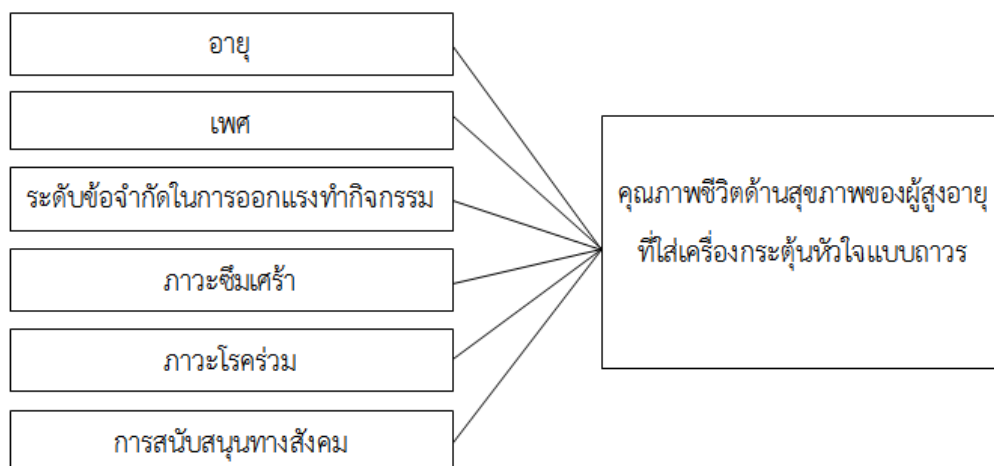 อายุ
เพศ
ระดับข้อจำกัดในการออกแรงทำกิจกรรม
ภาวะซึมเศร้า
ภาวะโรคร่วม
การสนับสนุนทางสังคม
คุณภาพชีวิตด้านสุขภาพของผู้สูงอายุ
ที่ใส่เครื่องกระตุ้นหัวใจแบบถาวร